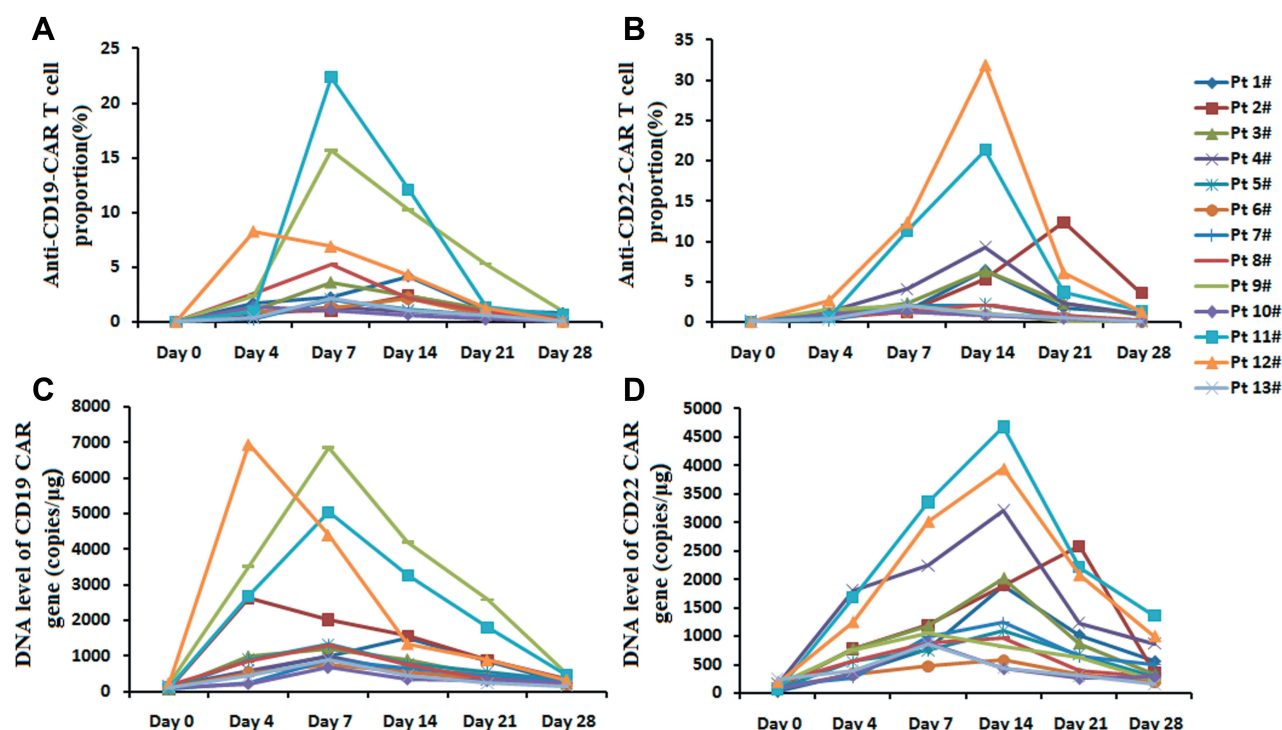 A
Anti-CD19-CAR T cell
proportion(%)
25
20
15
10
5
0
Day 0 Day 4 Day 7 Day 14 Day 21 Day 28
B
Anti-CD22-CAR T cell
proportion(%)
35
30
25
20
15
10
5
0
Day 0 Day 4 Day 7 Day 14 Day 21 Day 28
Pt 1#
Pt 2#
Pt 3#
Pt 4#
Pt 5#
Pt 6#
Pt 7#
Pt 8#
Pt 9#
Pt 10#
Pt 11#
Pt 12#
Pt 13#
C
DNA level of CD19 CAR
gene (copies/µg)
8000
7000
6000
5000
4000
3000
2000
1000
0
Day 0 Day 4 Day 7 Day 14 Day 21 Day 28
D
DNA level of CD22 CAR
gene (copies/µg)
5000
4500
4000
3500
3000
2500
2000
1500
1000
500
0
Day 0 Day 4 Day 7 Day 14 Day 21 Day 28